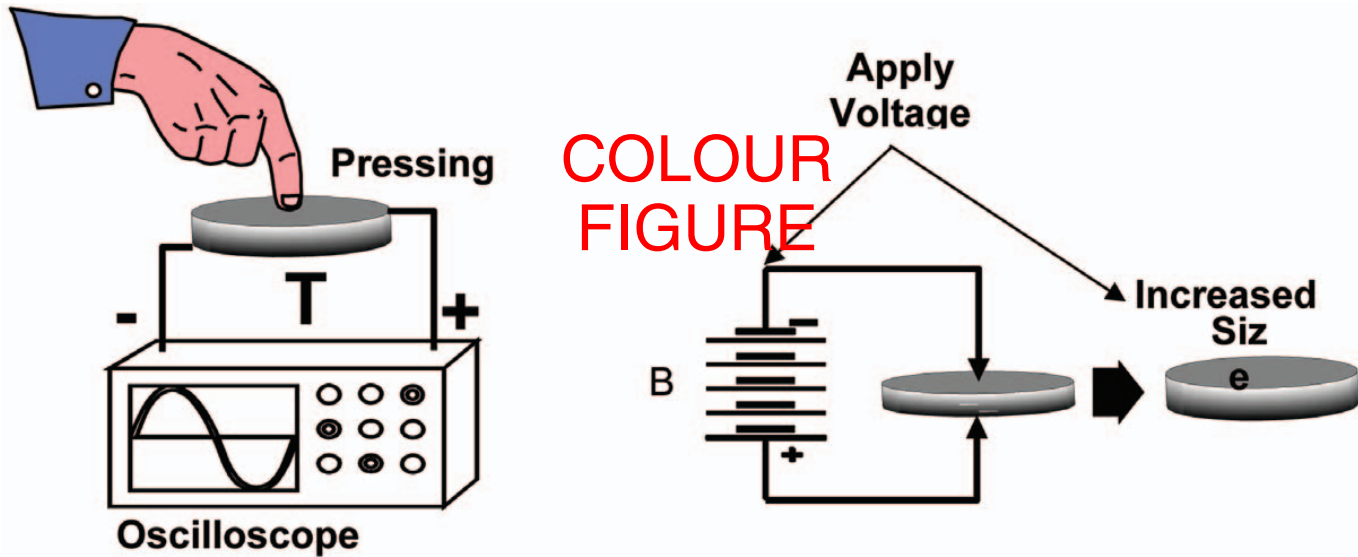 Pressing
T
-
+
Oscilloscope
COLOUR
FIGURE
Apply
Voltage
B
-
+
Increased
Siz
e